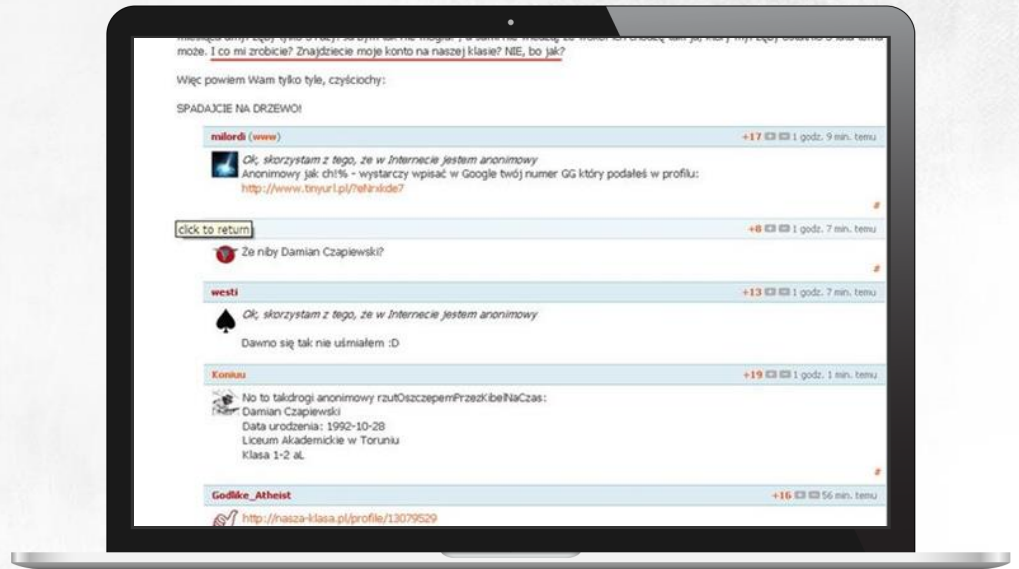 może. I co mi zrobicie? Znajdziecie moje konto na naszej klasie? NIE, bo jak?
Więc powiem Wam tylko tyle, czyściochy:
SPADAJCIE NA DRZEWO!
milordi (www) +17 1 godz. 9 min. temu
Ok, skorzystam z tego, ze w Internecie jestem anonimowy
Anonimowy jak ch!% - wystarczy wpisać w Google twój numer GG który podałeś w profilu:
http://www.tinyurl.pl/?eNrxkde7
#
click to return +8 1 godz. 7 min. temu
Że niby Damian Czapiewski?
#
westi +13 1 godz. 7 min. temu
Ok, skorzystam z tego, ze w Internecie jestem anonimowy
Dawno się tak nie uśmiałem :D
Koniuu +19 1 godz. 1 min. temu
No to takdrogi anonimowy rzutOszczepemPrzezKibelNaCzas:
Damian Czapiewski
Data urodzenia: 1992-10-28
Liceum Akademickie w Toruniu
Klasa 1-2 aL
#
Godlike_Atheist +16 56 min. temu
http://nasza-klasa.pl/profile/13079529